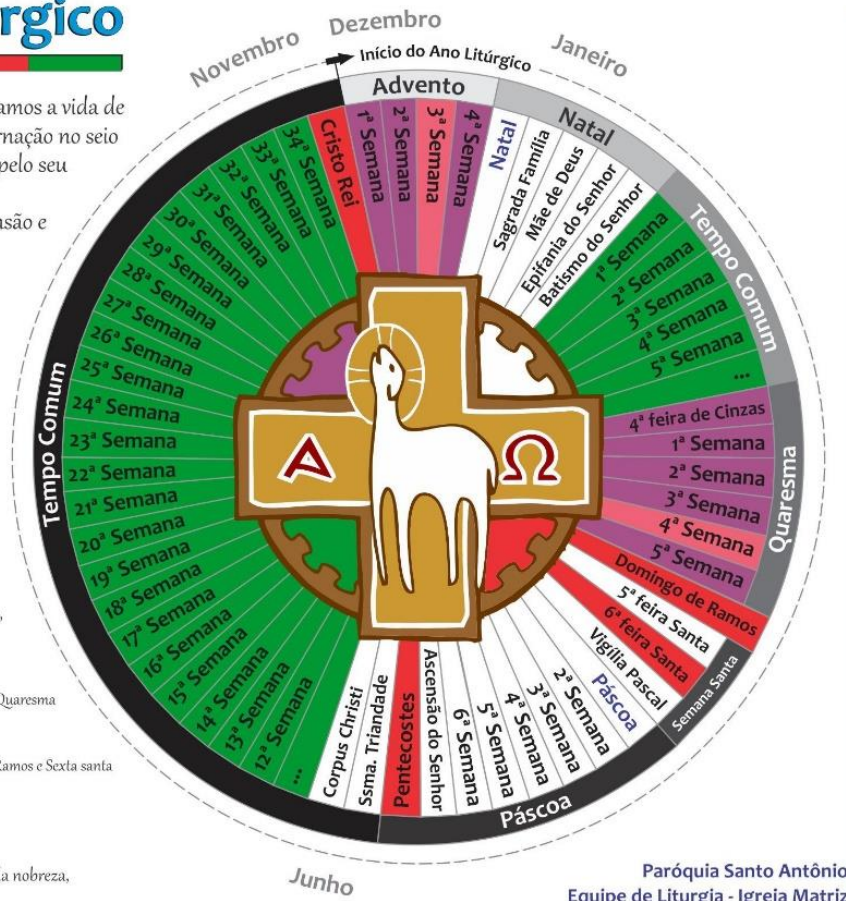 rgico
amos a vida de
rnação no seio
pelo seu
nsão e
Quaresma
Ramos e Sexta santa
a nobreza,
Novembro
Dezembro
Janeiro
Junho
Início do Ano Litúrgico
Advento
1ª Semana
2ª Semana
3ª Semana
4ª Semana
Natal
Natal
Sagrada Família
Mãe de Deus
Epifania do Senhor
Batismo do Senhor
Tempo Comum
1ª Semana
2ª Semana
3ª Semana
4ª Semana
5ª Semana
...
Quaresma
4ª feira de Cinzas
1ª Semana
2ª Semana
3ª Semana
4ª Semana
5ª Semana
Domingo de Ramos
Semana Santa
5ª feira Santa
6ª feira Santa
Vigília Pascal
Páscoa
Páscoa
2ª Semana
3ª Semana
4ª Semana
5ª Semana
6ª Semana
Ascensão do Senhor
Pentecostes
Tempo Comum
Ssma. Triandade
Corpus Christi
...
12ª Semana
13ª Semana
14ª Semana
15ª Semana
16ª Semana
17ª Semana
18ª Semana
19ª Semana
20ª Semana
21ª Semana
22ª Semana
23ª Semana
24ª Semana
25ª Semana
26ª Semana
27ª Semana
28ª Semana
29ª Semana
30ª Semana
31ª Semana
32ª Semana
33ª Semana
34ª Semana
Cristo Rei
Α
Ω
Paróquia Santo Antônio
Equipe de Liturgia - Igreja Matriz